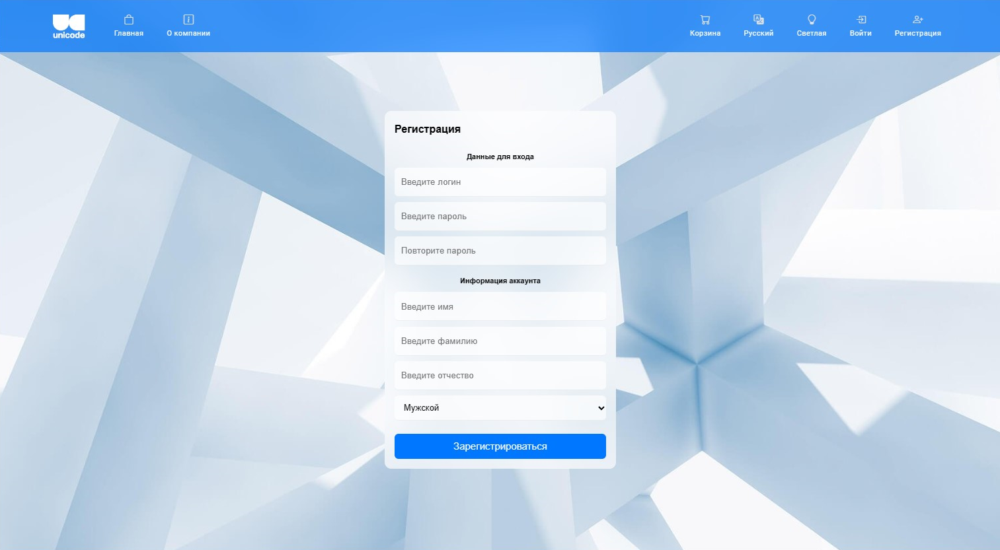 unicode
Главная
О компании
Корзина
Русский
Светлая
Войти
Регистрация
Регистрация
Данные для входа
Введите логин
Введите пароль
Повторите пароль
Информация аккаунта
Введите имя
Введите фамилию
Введите отчество
Мужской
Зарегистрироваться